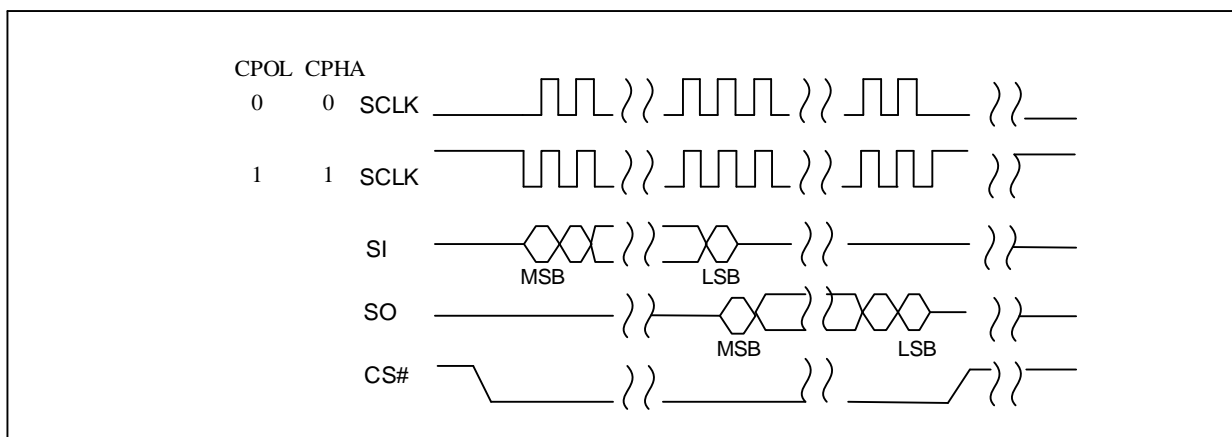 CPOL CPHA
0 0 SCLK
1 1 SCLK
SI
MSB LSB
SO
MSB LSB
CS#